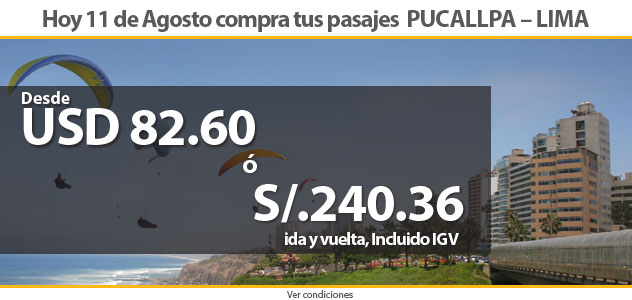 Hoy 11 de Agosto compra tus pasajes PUCALLPA – LIMA
Desde
USD 82.60
ó
S/.240.36
ida y vuelta, Incluido IGV
Ver condiciones